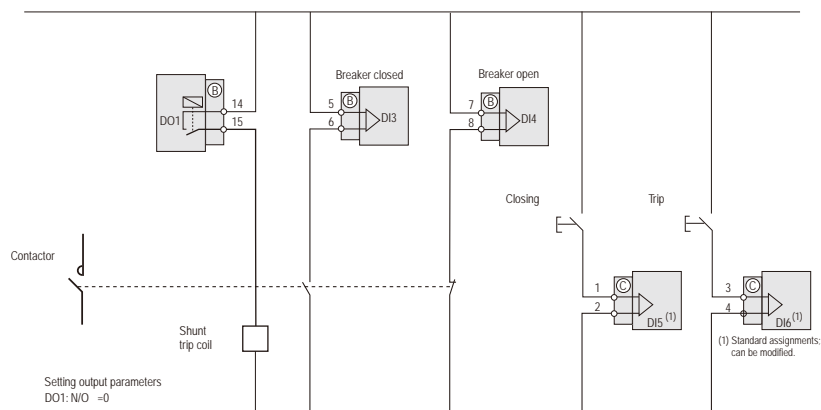 Breaker closed
Breaker open
B
14
DO1
15
B
5
6
DI3
B
7
8
DI4
Closing
Trip
Contactor
C
1
2
DI5 (1)
C
3
4
DI6 (1)
(1) Standard assignments;
can be modified.
Shunt
trip coil
Setting output parameters
DO1: N/O =0